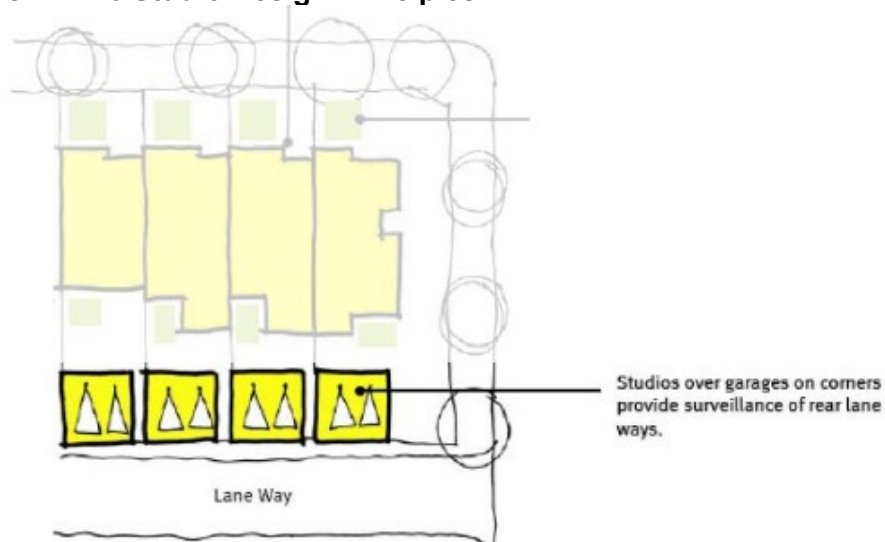 Studios over garages on corners
provide surveillance of rear lane
ways.
Lane Way